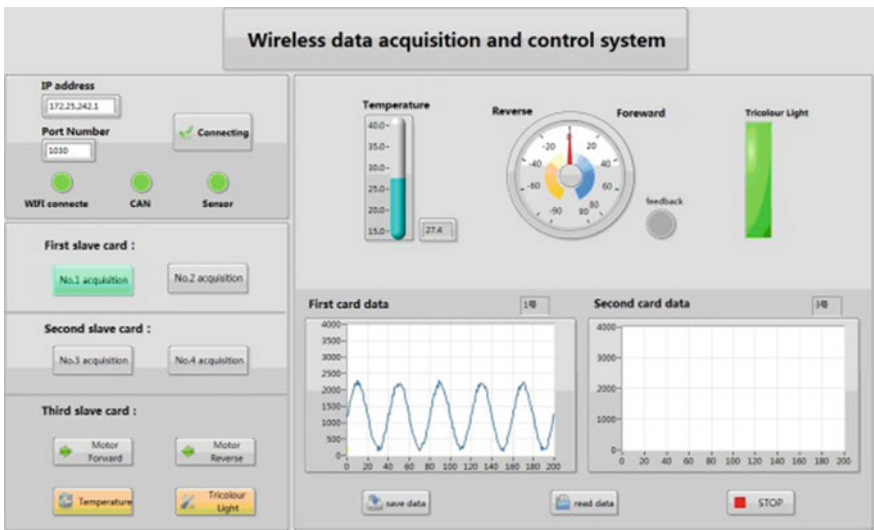 Wireless data acquisition and control system
IP address
172.25.242.1
Port Number
1030
Connecting
WIFI connecte
CAN
Sensor
First slave card :
No.1 acquisition
No.2 acquisition
Second slave card :
No.3 acquisition
No.4 acquisition
Third slave card :
Motor Forward
Motor Reverse
Temperature
Tricolour Light
Temperature
40.0
35.0
30.0
25.0
20.0
15.0
27.4
Reverse
Foreward
0
-20
20
-40
40
-60
60
-90
90
80
feedback
Tricolour Light
First card data
1号
4000
3500
3000
2500
2000
1500
1000
500
0
0 20 40 60 80 100 120 140 160 180 200
Second card data
3号
4000
3000
2000
1000
0
0 20 40 60 80 100 120 140 160 180 200
save data
read data
STOP